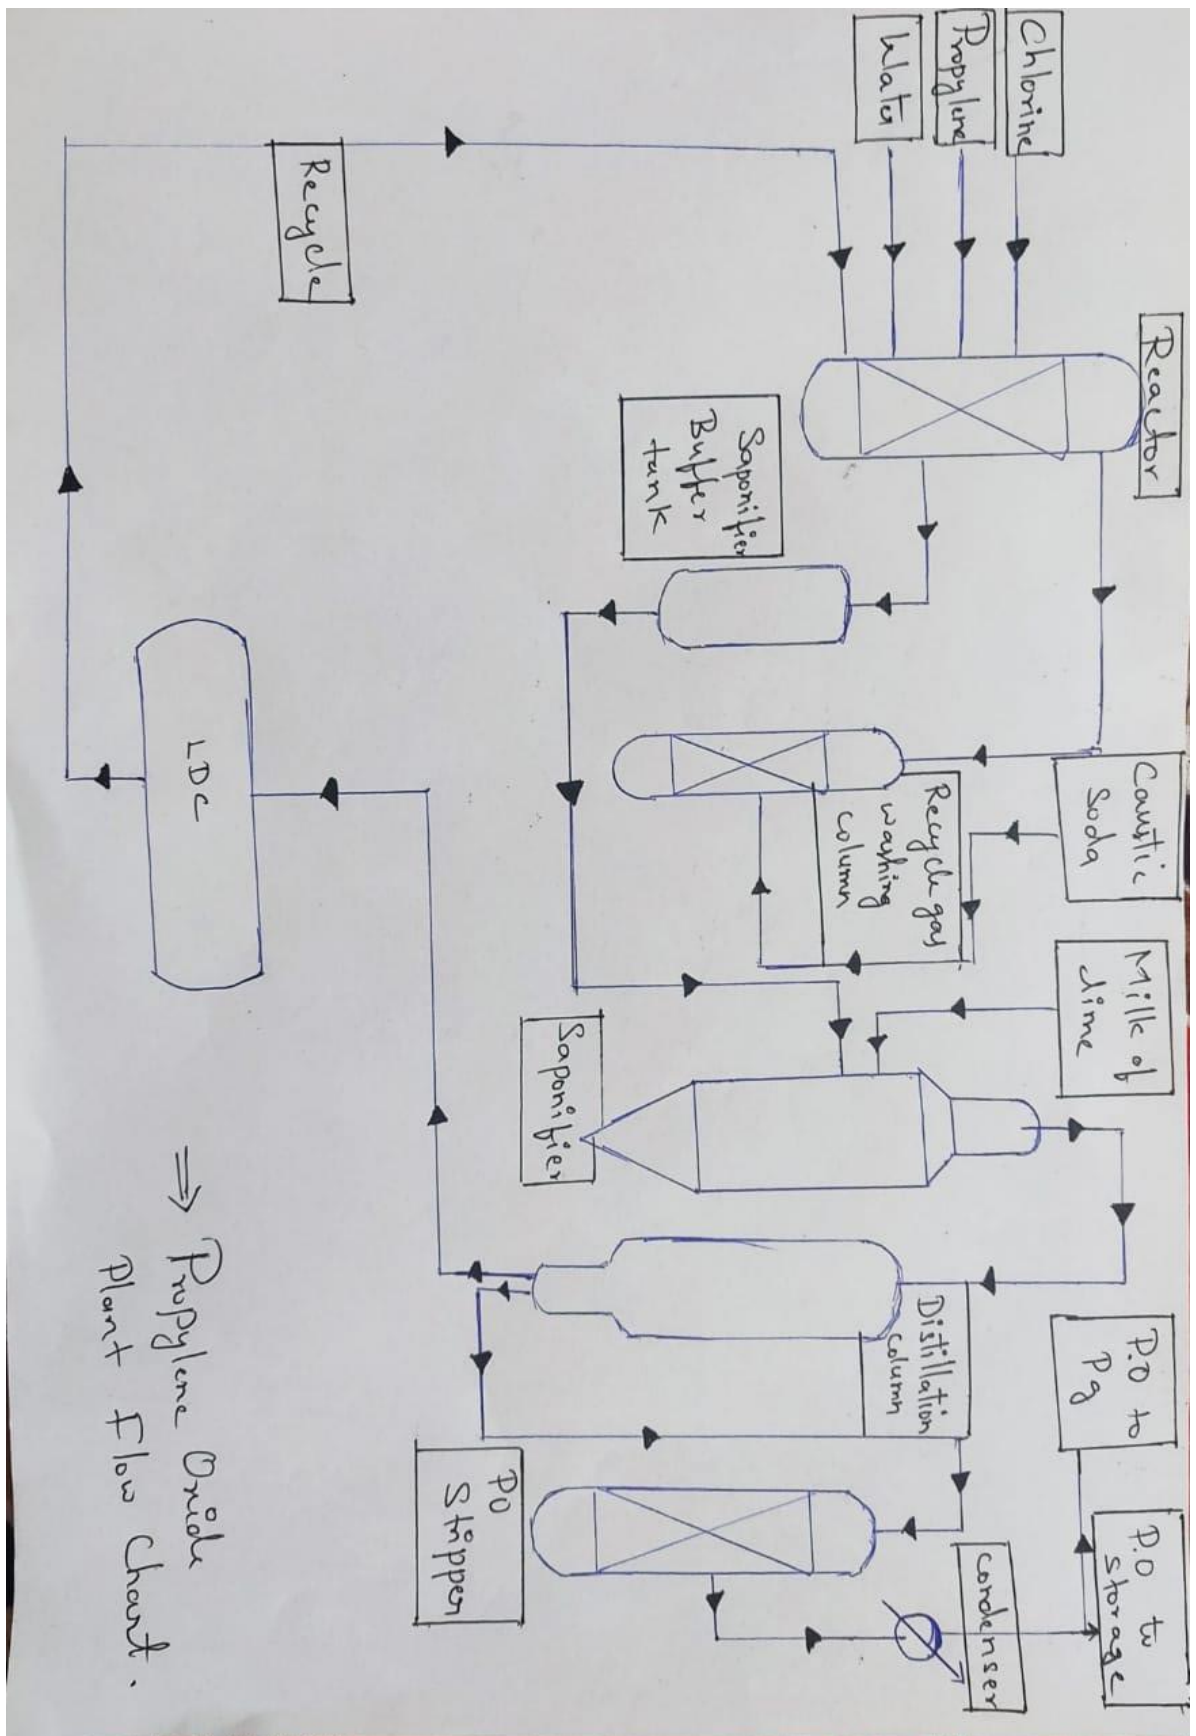 Chlorine
Propylene
Water
Reactor
Recycle
Saponifier
Buffer
tank
Caustic
Soda
Recycle gas
washing
column
Milk of
lime
Saponifier
LDC
Distillation
column
P.O to
Pg
P.O to
storage
Condenser
PO
Stripper
⇒ Propylene Oxide
Plant Flow Chart.